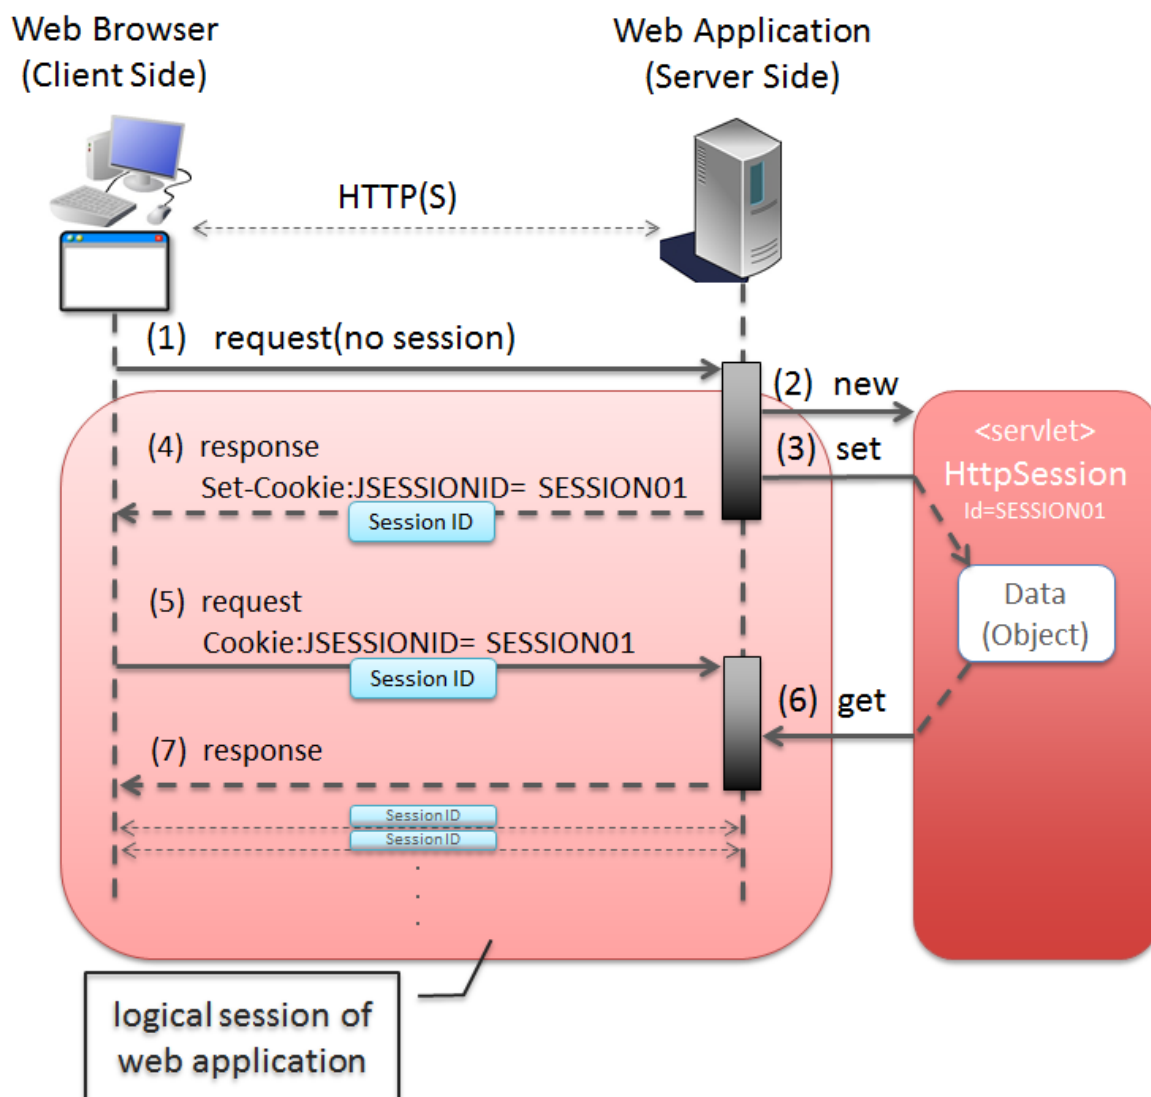 Web Browser
(Client Side)
Web Application
(Server Side)
HTTP(S)
(1) request(no session)
(2) new
<servlet>
HttpSession
Id=SESSION01
(3) set
(4) response
Set-Cookie:JSESSIONID= SESSION01
Session ID
Data
(Object)
(5) request
Cookie:JSESSIONID= SESSION01
Session ID
(6) get
(7) response
Session ID
Session ID
logical session of
web application